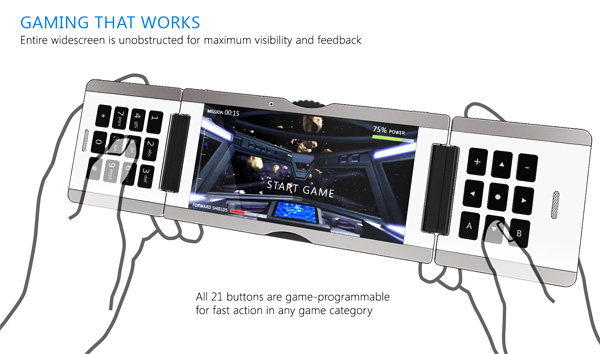 GAMING THAT WORKS
Entire widescreen is unobstructed for maximum visibility and feedback
MISSION 00:15
75% POWER
START GAME
FORWARD SHIELDS
+ ▲ −
◄ ● ►
A B
All 21 buttons are game-programmable
for fast action in any game category